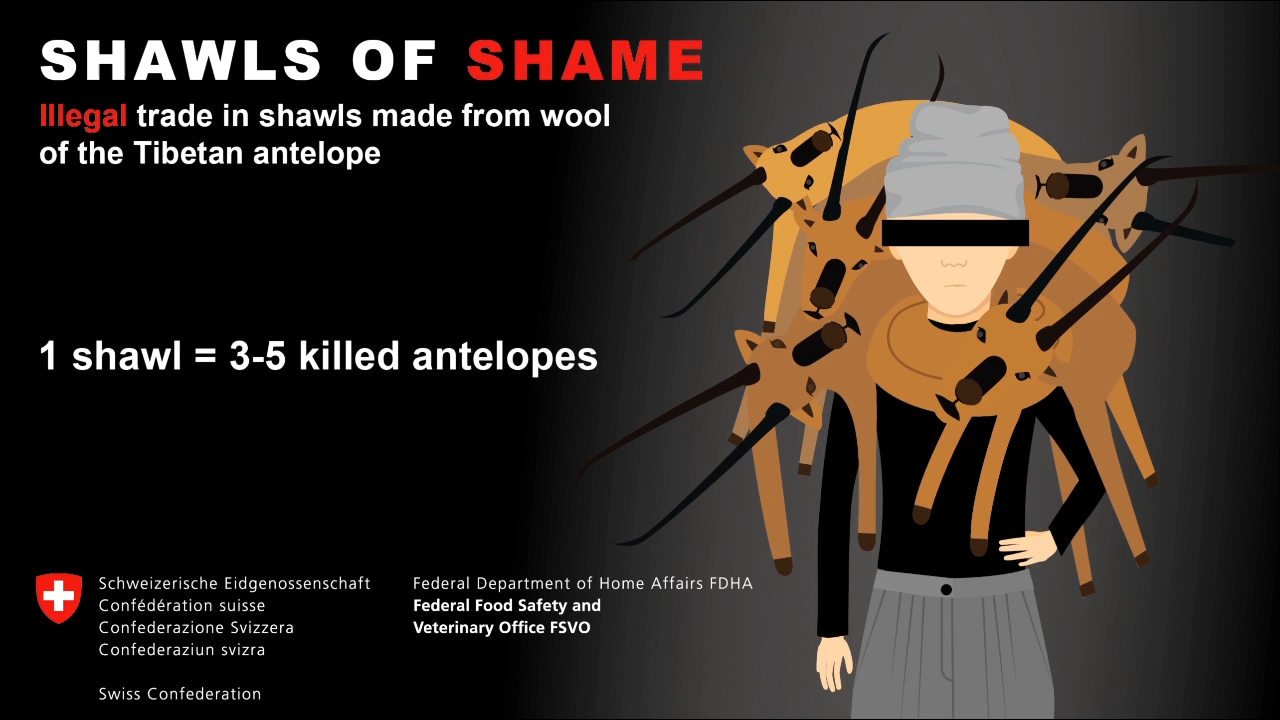 SHAWLS OF SHAME
Illegal trade in shawls made from wool
of the Tibetan antelope
1 shawl = 3-5 killed antelopes
Schweizerische Eidgenossenschaft
Confédération suisse
Confederazione Svizzera
Confederaziun svizra
Swiss Confederation
Federal Department of Home Affairs FDHA
Federal Food Safety and
Veterinary Office FSVO